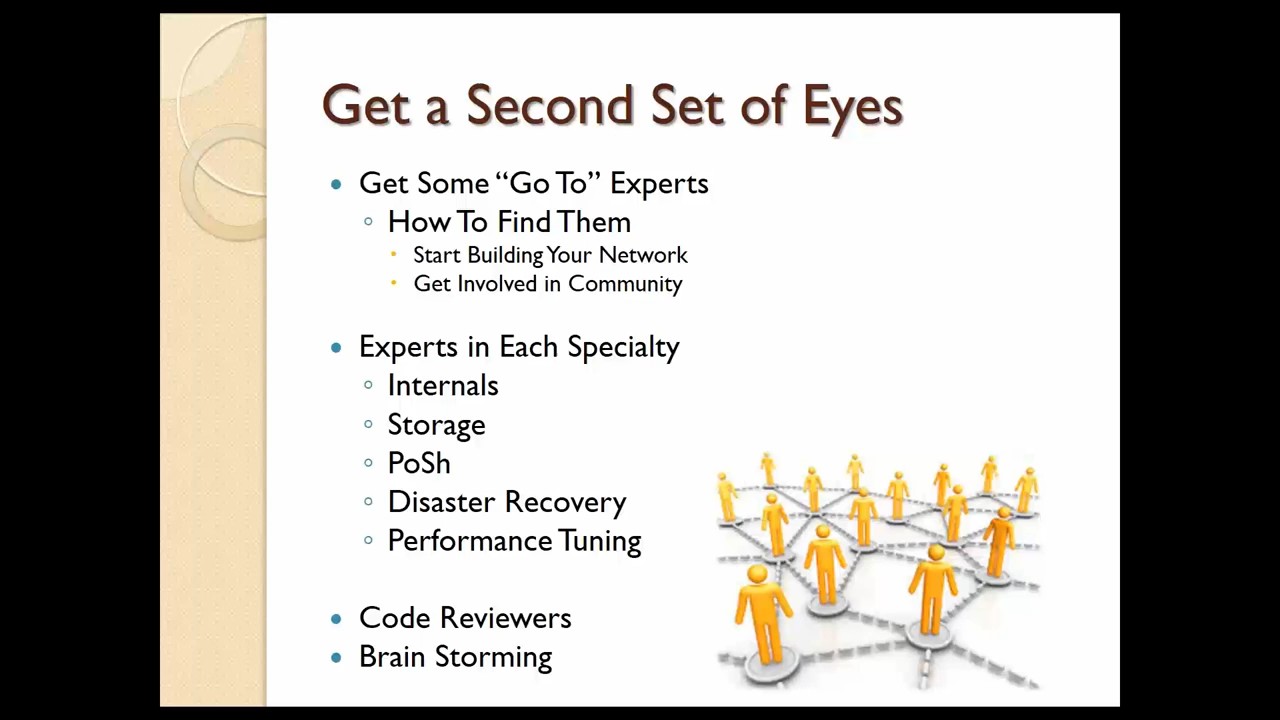 Get a Second Set of Eyes
Get Some “Go To” Experts
How To Find Them
Start Building Your Network
Get Involved in Community
Experts in Each Specialty
Internals
Storage
PoSh
Disaster Recovery
Performance Tuning
Code Reviewers
Brain Storming